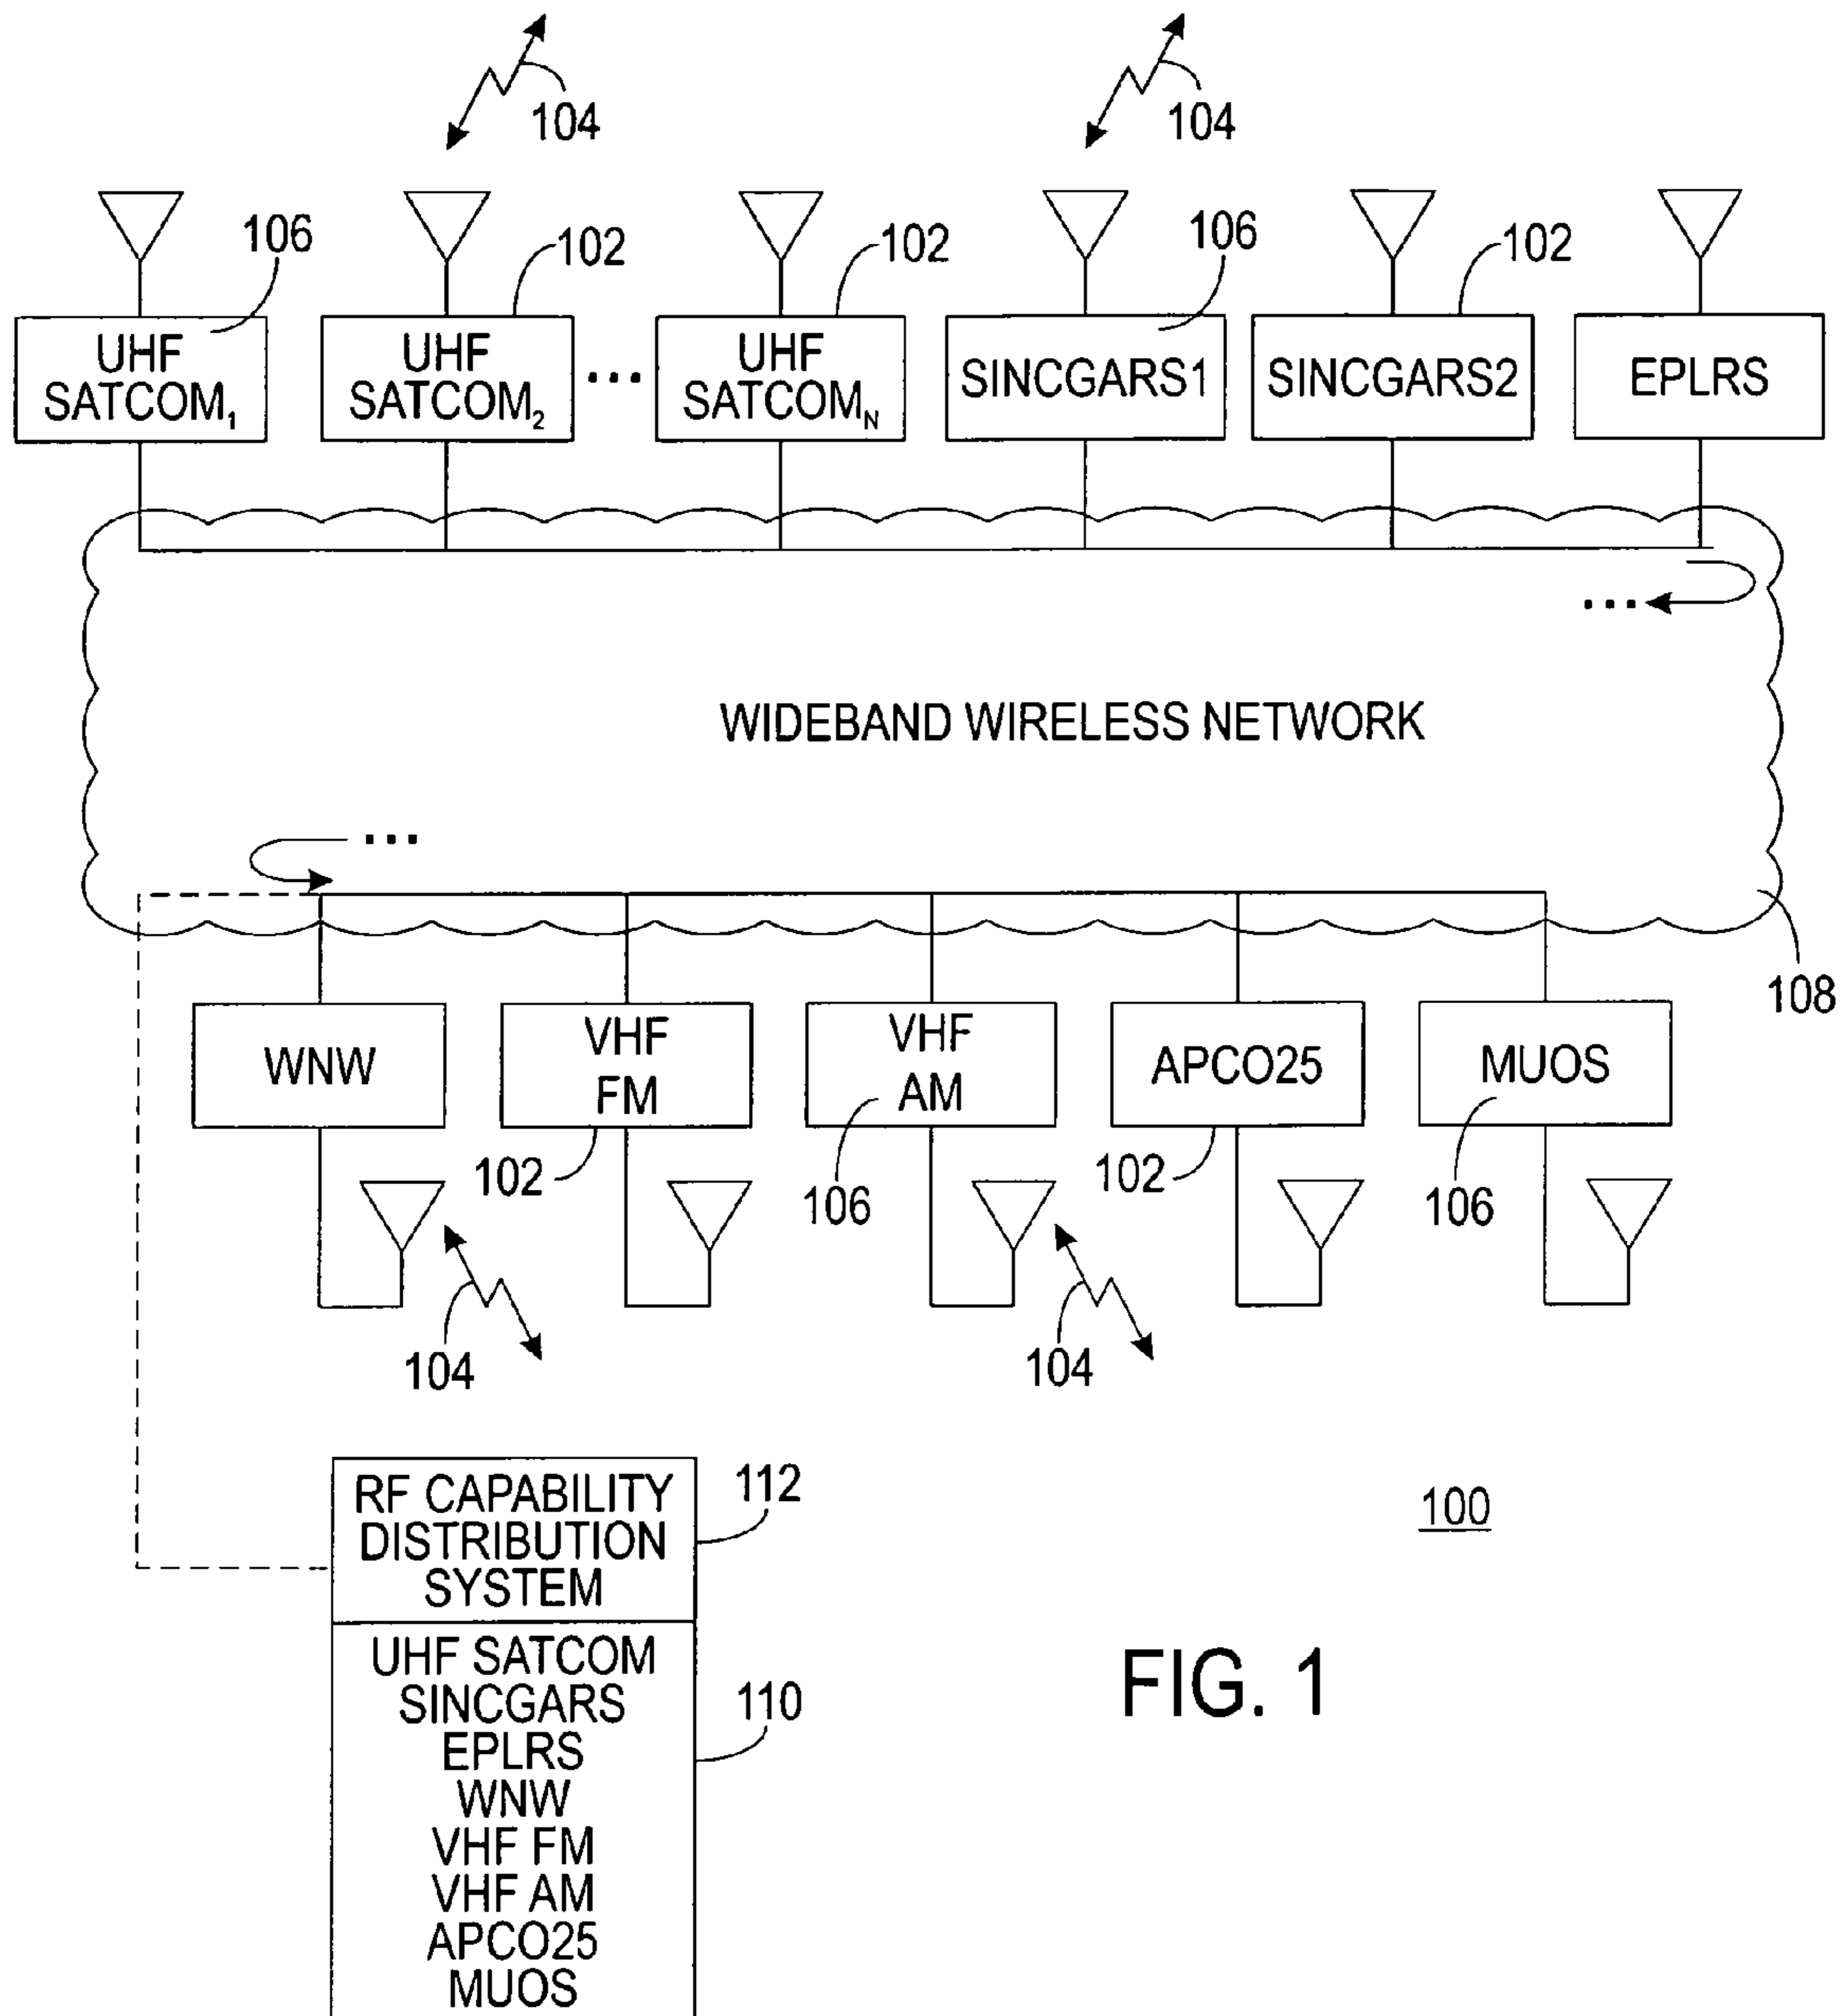 104
104
106
102
102
106
102
UHF
SATCOM₁
UHF
SATCOM₂
...
UHF
SATCOMN
SINCGARS1
SINCGARS2
EPLRS
...
WIDEBAND WIRELESS NETWORK
...
108
WNW
VHF
FM
VHF
AM
APCO25
MUOS
102
106
102
106
104
104
RF CAPABILITY
DISTRIBUTION
SYSTEM
112
100
UHF SATCOM
SINCGARS
EPLRS
WNW
VHF FM
VHF AM
APCO25
MUOS
110
FIG. 1